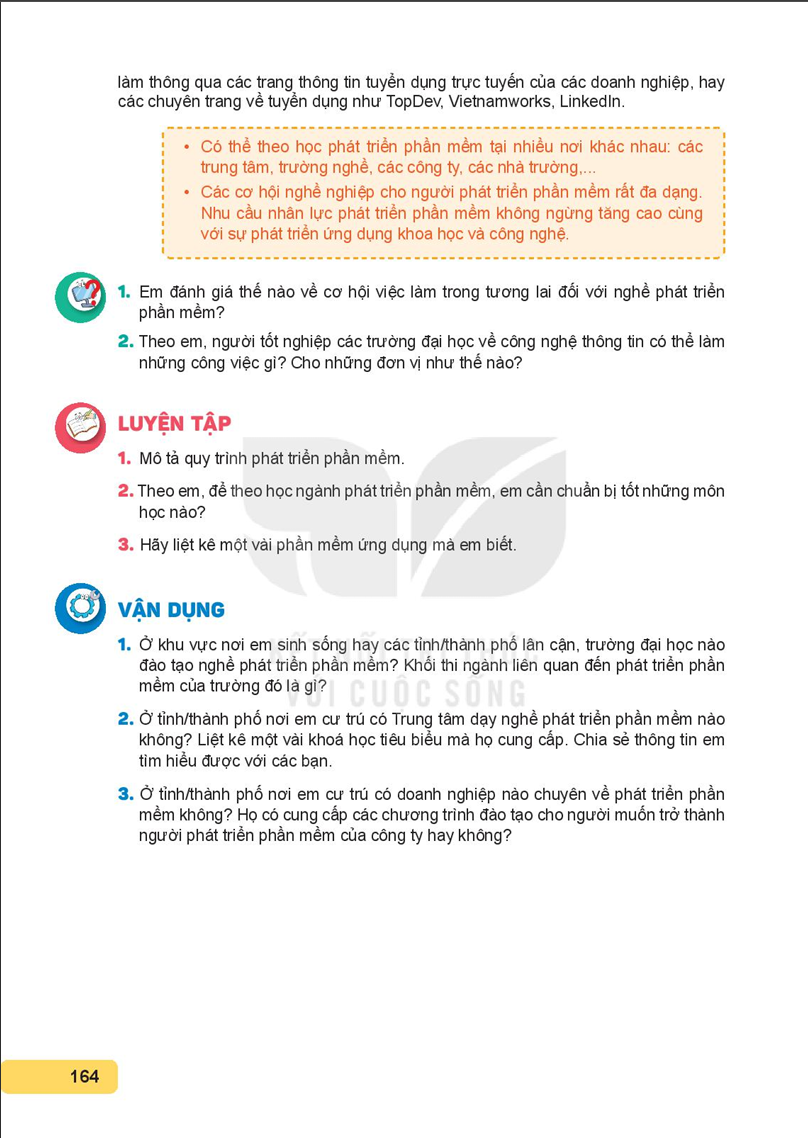 làm thông qua các trang thông tin tuyển dụng trực tuyến của các doanh nghiệp, hay
các chuyên trang về tuyển dụng như TopDev, Vietnamworks, LinkedIn.
• Có thể theo học phát triển phần mềm tại nhiều nơi khác nhau: các
trung tâm, trường nghề, các công ty, các nhà trường,...
• Các cơ hội nghề nghiệp cho người phát triển phần mềm rất đa dạng.
Nhu cầu nhân lực phát triển phần mềm không ngừng tăng cao cùng
với sự phát triển ứng dụng khoa học và công nghệ.
1. Em đánh giá thế nào về cơ hội việc làm trong tương lai đối với nghề phát triển
phần mềm?
2. Theo em, người tốt nghiệp các trường đại học về công nghệ thông tin có thể làm
những công việc gì? Cho những đơn vị như thế nào?
LUYỆN TẬP
1. Mô tả quy trình phát triển phần mềm.
2. Theo em, để theo học ngành phát triển phần mềm, em cần chuẩn bị tốt những môn
học nào?
3. Hãy liệt kê một vài phần mềm ứng dụng mà em biết.
VẬN DỤNG
1. Ở khu vực nơi em sinh sống hay các tỉnh/thành phố lân cận, trường đại học nào
đào tạo nghề phát triển phần mềm? Khối thi ngành liên quan đến phát triển phần
mềm của trường đó là gì?
2. Ở tỉnh/thành phố nơi em cư trú có Trung tâm dạy nghề phát triển phần mềm nào
không? Liệt kê một vài khoá học tiêu biểu mà họ cung cấp. Chia sẻ thông tin em
tìm hiểu được với các bạn.
3. Ở tỉnh/thành phố nơi em cư trú có doanh nghiệp nào chuyên về phát triển phần
mềm không? Họ có cung cấp các chương trình đào tạo cho người muốn trở thành
người phát triển phần mềm của công ty hay không?
KẾT NỐI TRI THỨC
VỚI CUỘC SỐNG
164